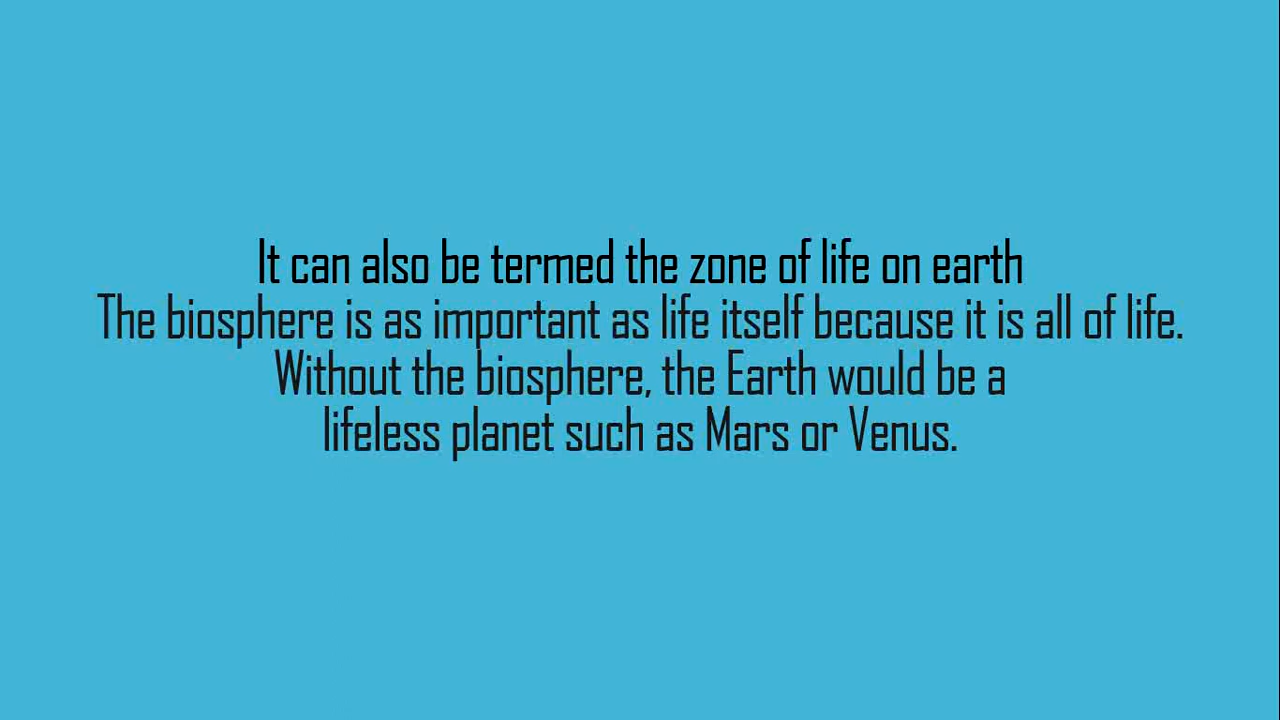 It can also be termed the zone of life on earth
The biosphere is as important as life itself because it is all of life.
Without the biosphere, the Earth would be a
lifeless planet such as Mars or Venus.